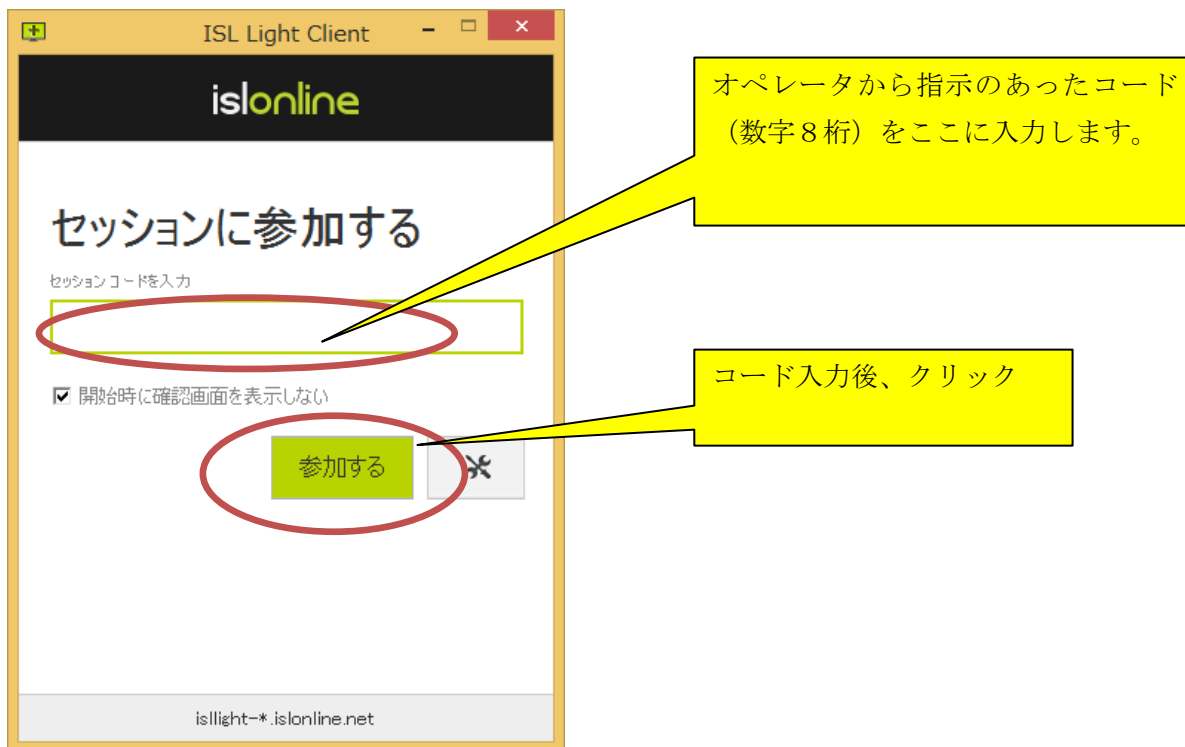 ISL Light Client
islonline
オペレータから指示のあったコード
（数字８桁）をここに入力します。
セッションに参加する
セッションコードを入力
コード入力後、クリック
開始時に確認画面を表示しない
参加する
isllight-*.islonline.net